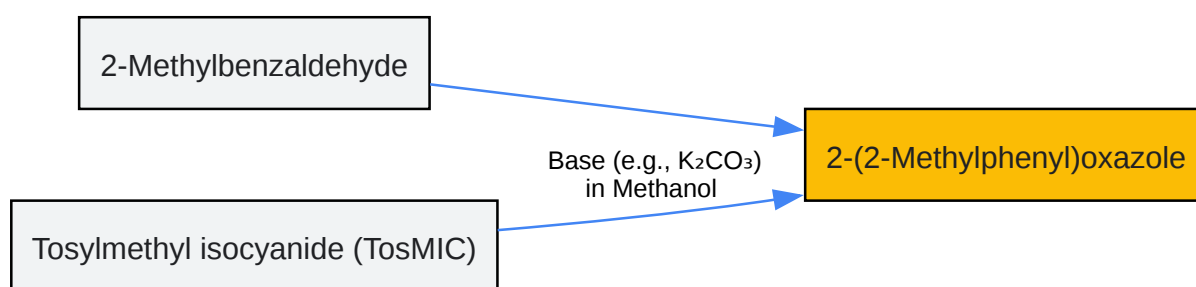 2-Methylbenzaldehyde
Base (e.g., K₂CO₃)
in Methanol
2-(2-Methylphenyl)oxazole
Tosylmethyl isocyanide (TosMIC)